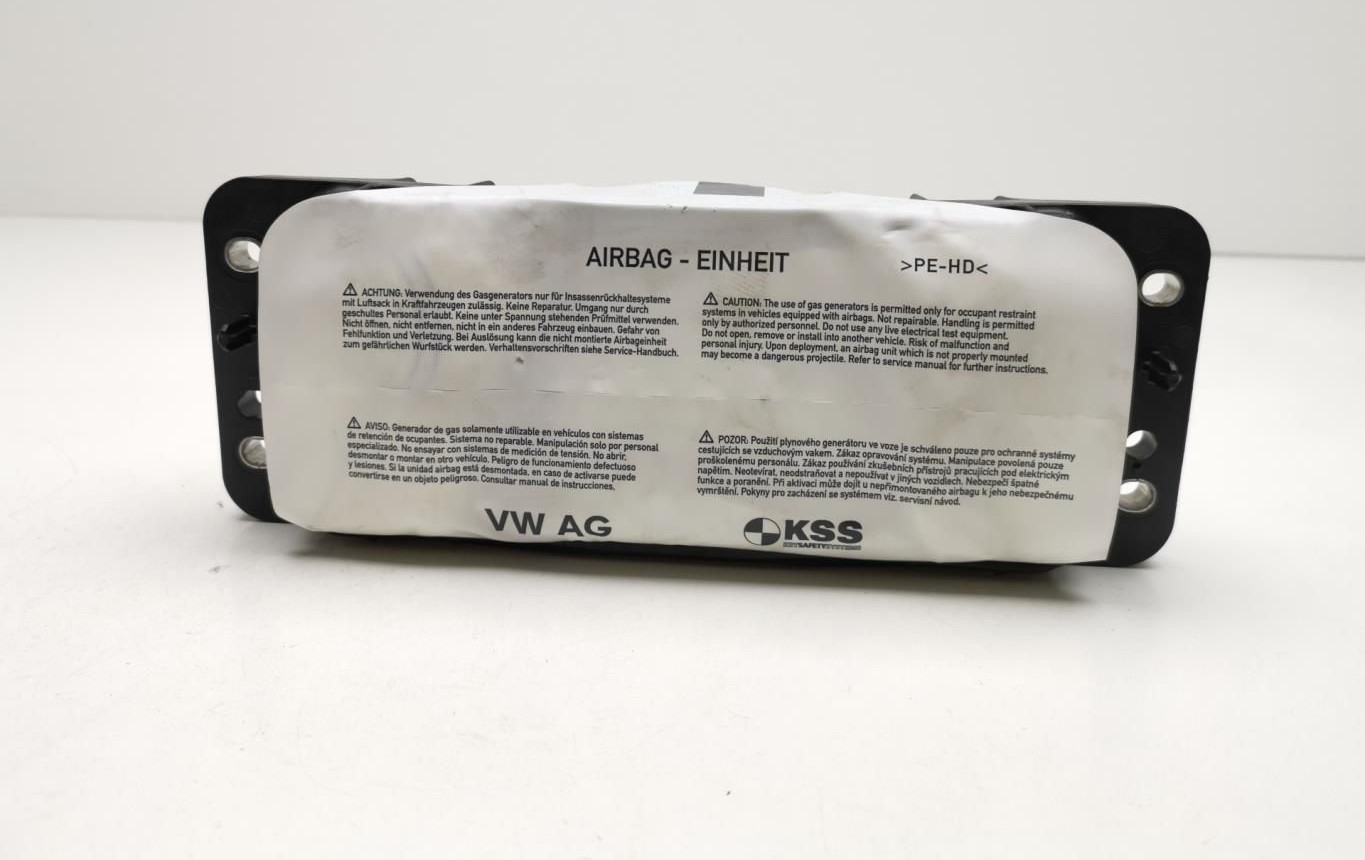 AIRBAG - EINHEIT
>PE-HD<
⚠ ACHTUNG: Verwendung des Gasgenerators nur für Insassenrückhaltesysteme
mit Luftsack in Kraftfahrzeugen zulässig. Keine Reparatur. Umgang nur durch
geschultes Personal erlaubt. Keine unter Spannung stehenden Prüfmittel verwenden.
Nicht öffnen, nicht entfernen, nicht in ein anderes Fahrzeug einbauen. Gefahr von
Fehlfunktion und Verletzung. Bei Auslösung kann die nicht montierte Airbageinheit
zum gefährlichen Wurfstück werden. Verhaltensvorschriften siehe Service-Handbuch.
⚠ CAUTION: The use of gas generators is permitted only for occupant restraint
systems in vehicles equipped with airbags. Not repairable. Handling is permitted
only by authorized personnel. Do not use any live electrical test equipment.
Do not open, remove or install into another vehicle. Risk of malfunction and
personal injury. Upon deployment, an airbag unit which is not properly mounted
may become a dangerous projectile. Refer to service manual for further instructions.
⚠ AVISO: Generador de gas solamente utilizable en vehículos con sistemas
de retención de ocupantes. Sistema no reparable. Manipulación solo por personal
especializado. No ensayar con sistemas de medición de tensión. No abrir,
desmontar o montar en otro vehículo. Peligro de funcionamiento defectuoso
y lesiones. Si la unidad airbag está desmontada, en caso de activarse puede
convertirse en un objeto peligroso. Consultar manual de instrucciones.
⚠ POZOR: Použití plynového generátoru ve voze je schváleno pouze pro ochranné systémy
cestujících se vzduchovým vakem. Zákaz opravování systému. Manipulace povolená pouze
proškolenému personálu. Zákaz používání zkušebních přístrojů pracujících pod elektrickým
napětím. Neotevírat, neodstraňovat a nepoužívat v jiných vozidlech. Nebezpečí špatné
funkce a poranění. Při aktivaci může dojít u nepřimontovaného airbagu k jeho nebezpečnému
vymrštění. Pokyny pro zacházení se systémem viz. servisní návod.
VW AG
KSS
KEYSAFETYSYSTEMS